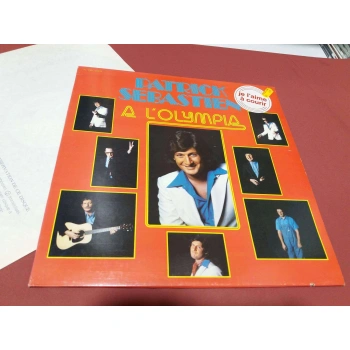 PATRICK
SEBASTIEN
A L'OLYMPIA
je t'aime
à courir